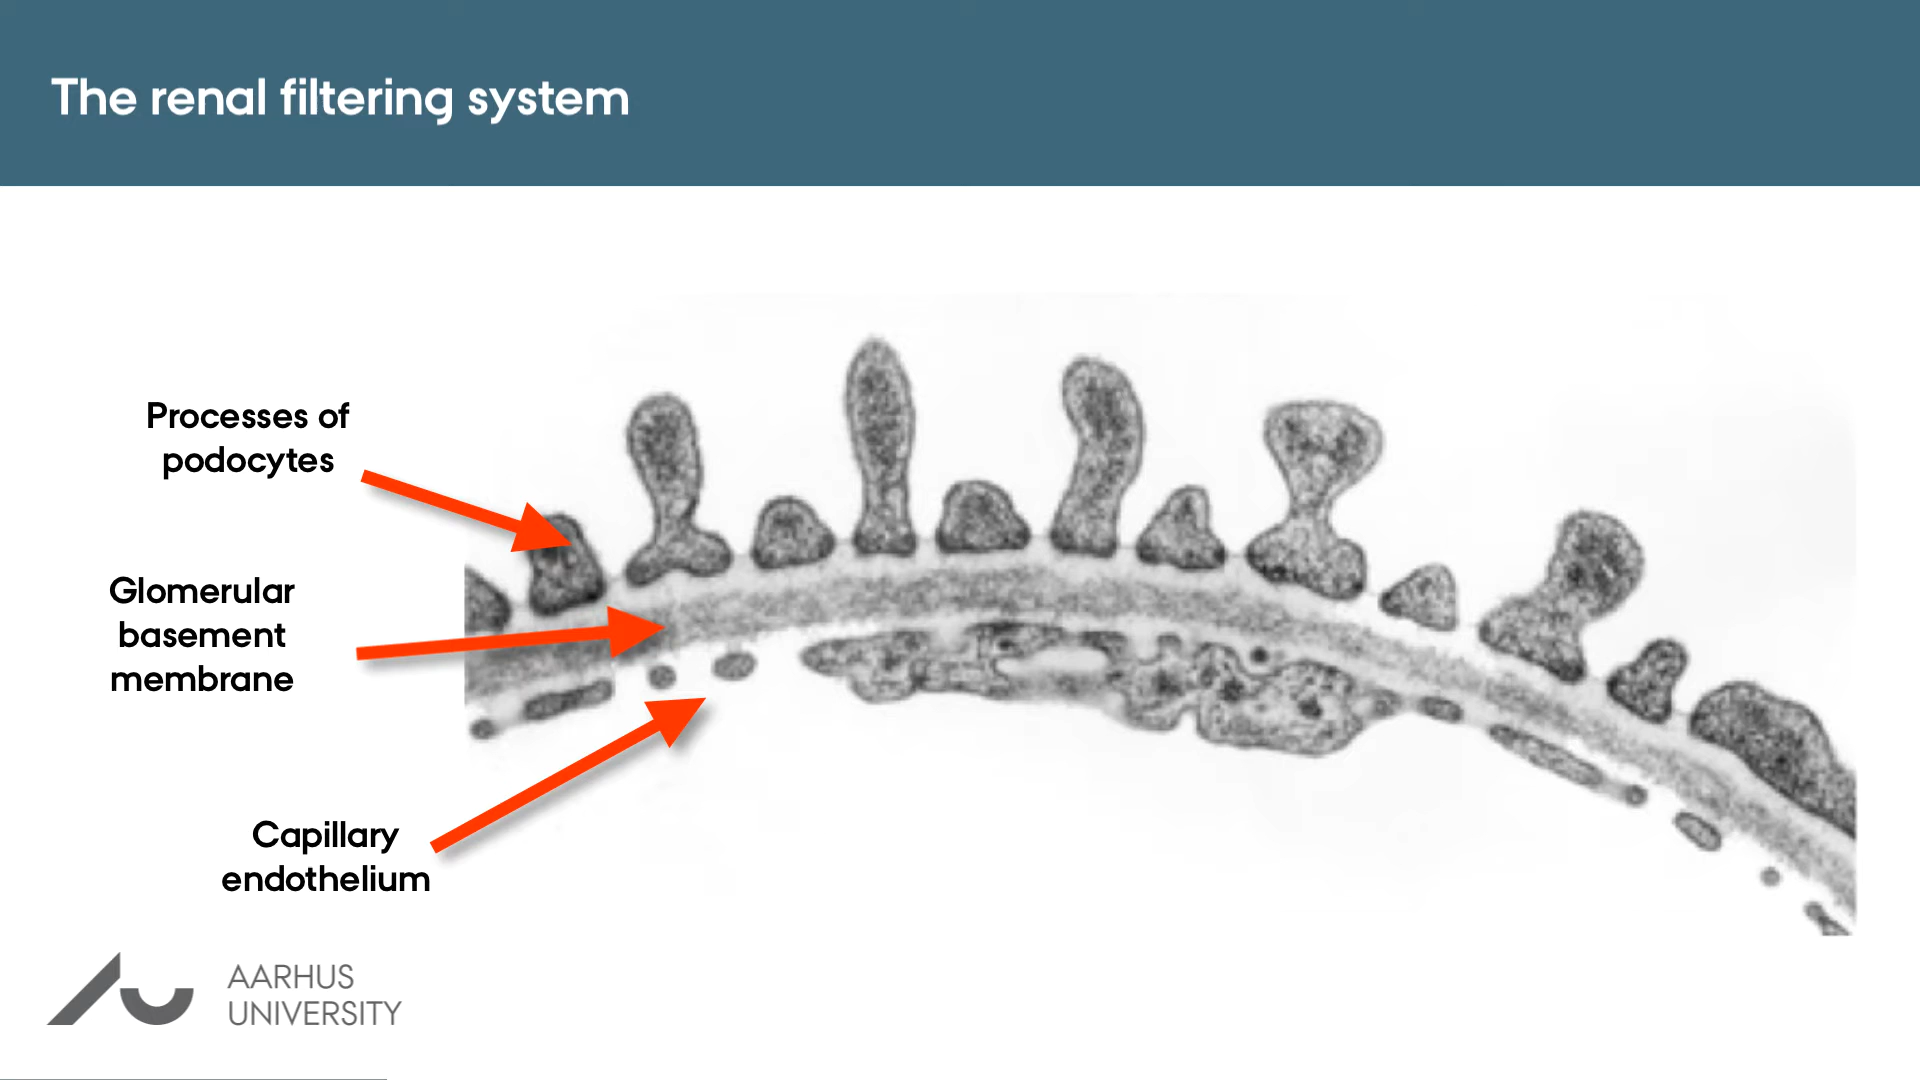 The renal filtering system
Processes of
podocytes
Glomerular
basement
membrane
Capillary
endothelium
AARHUS
UNIVERSITY